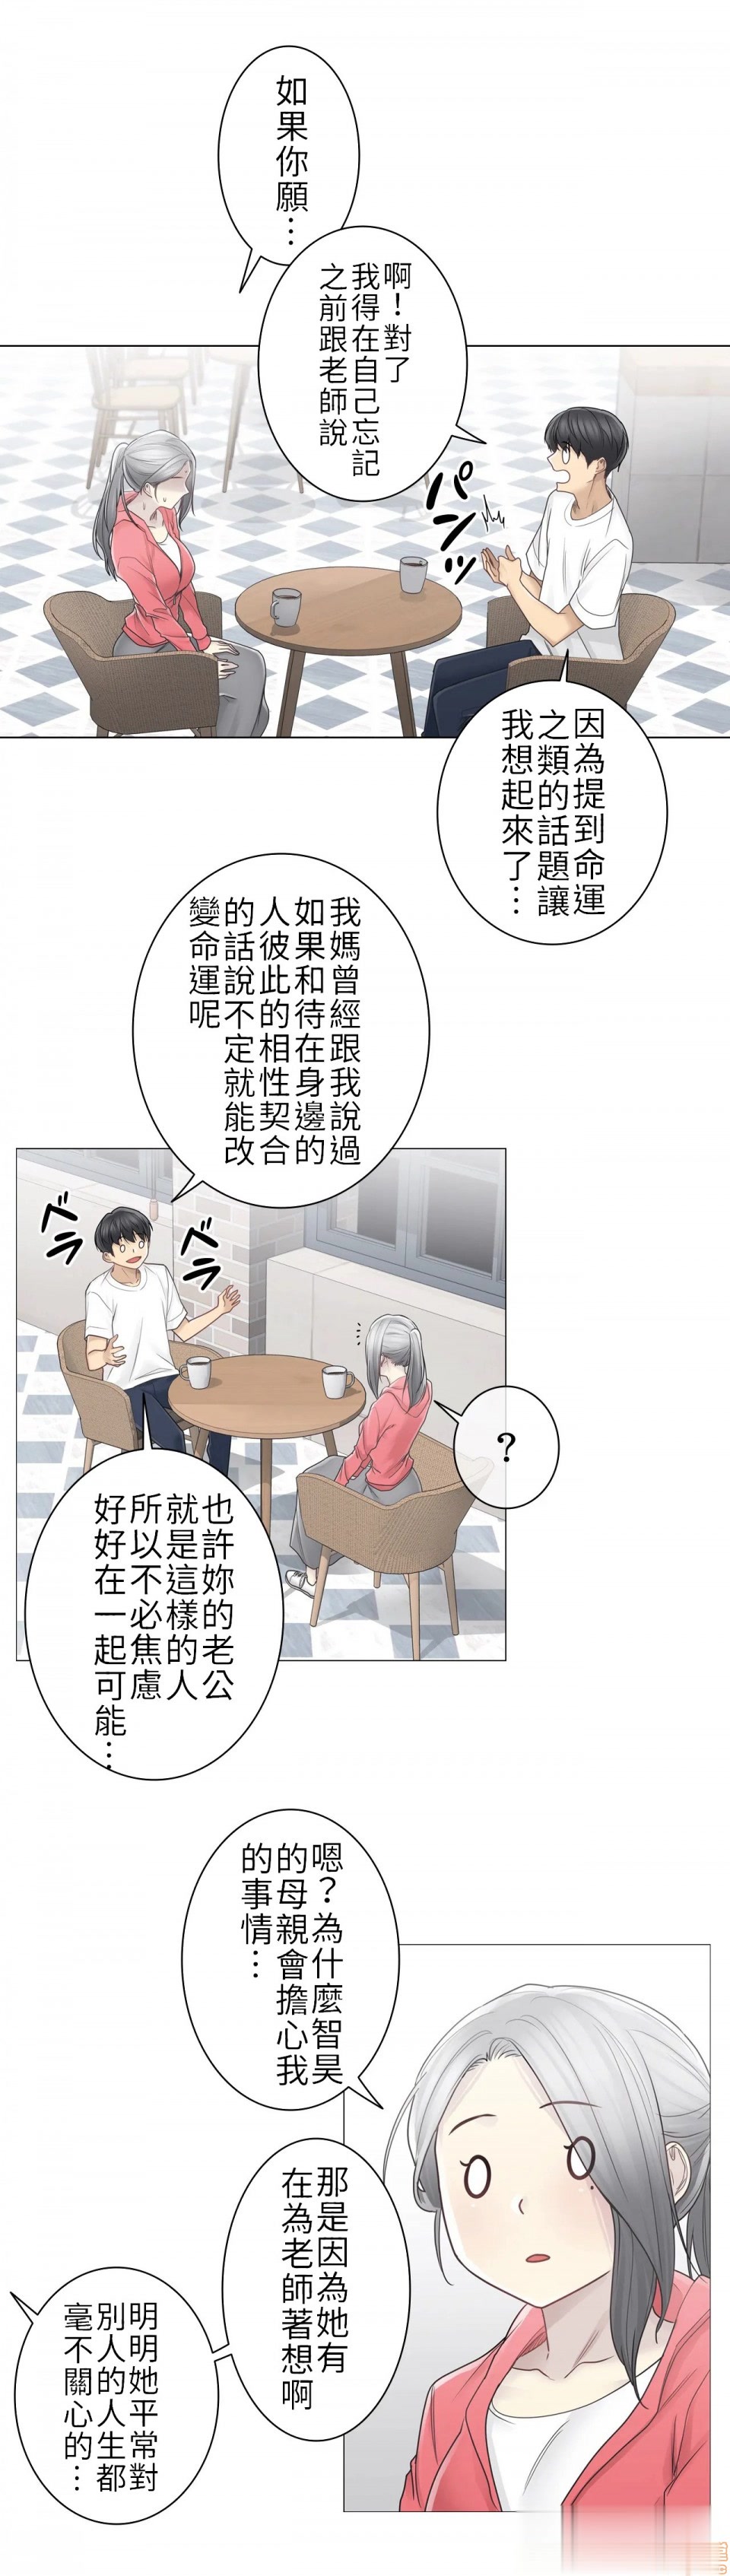 如果你願…
啊！對了
我得在自己忘記
之前跟老師說
パンッ
因為提到命運
之類的話題讓
我想起來了…
我媽曾經跟我說過
如果和待在身邊的
人彼此的相性契合
的話說不定就能改
變命運呢
ベラ
ベラ
？
也許妳的老公
就是這樣的人
所以不必焦慮
好好在一起可能…
嗯？為什麼智昊
的母親會擔心我
的事情…
那是因為她有
在為老師著想啊
明明她平常對
別人的人生都
毫不關心的…